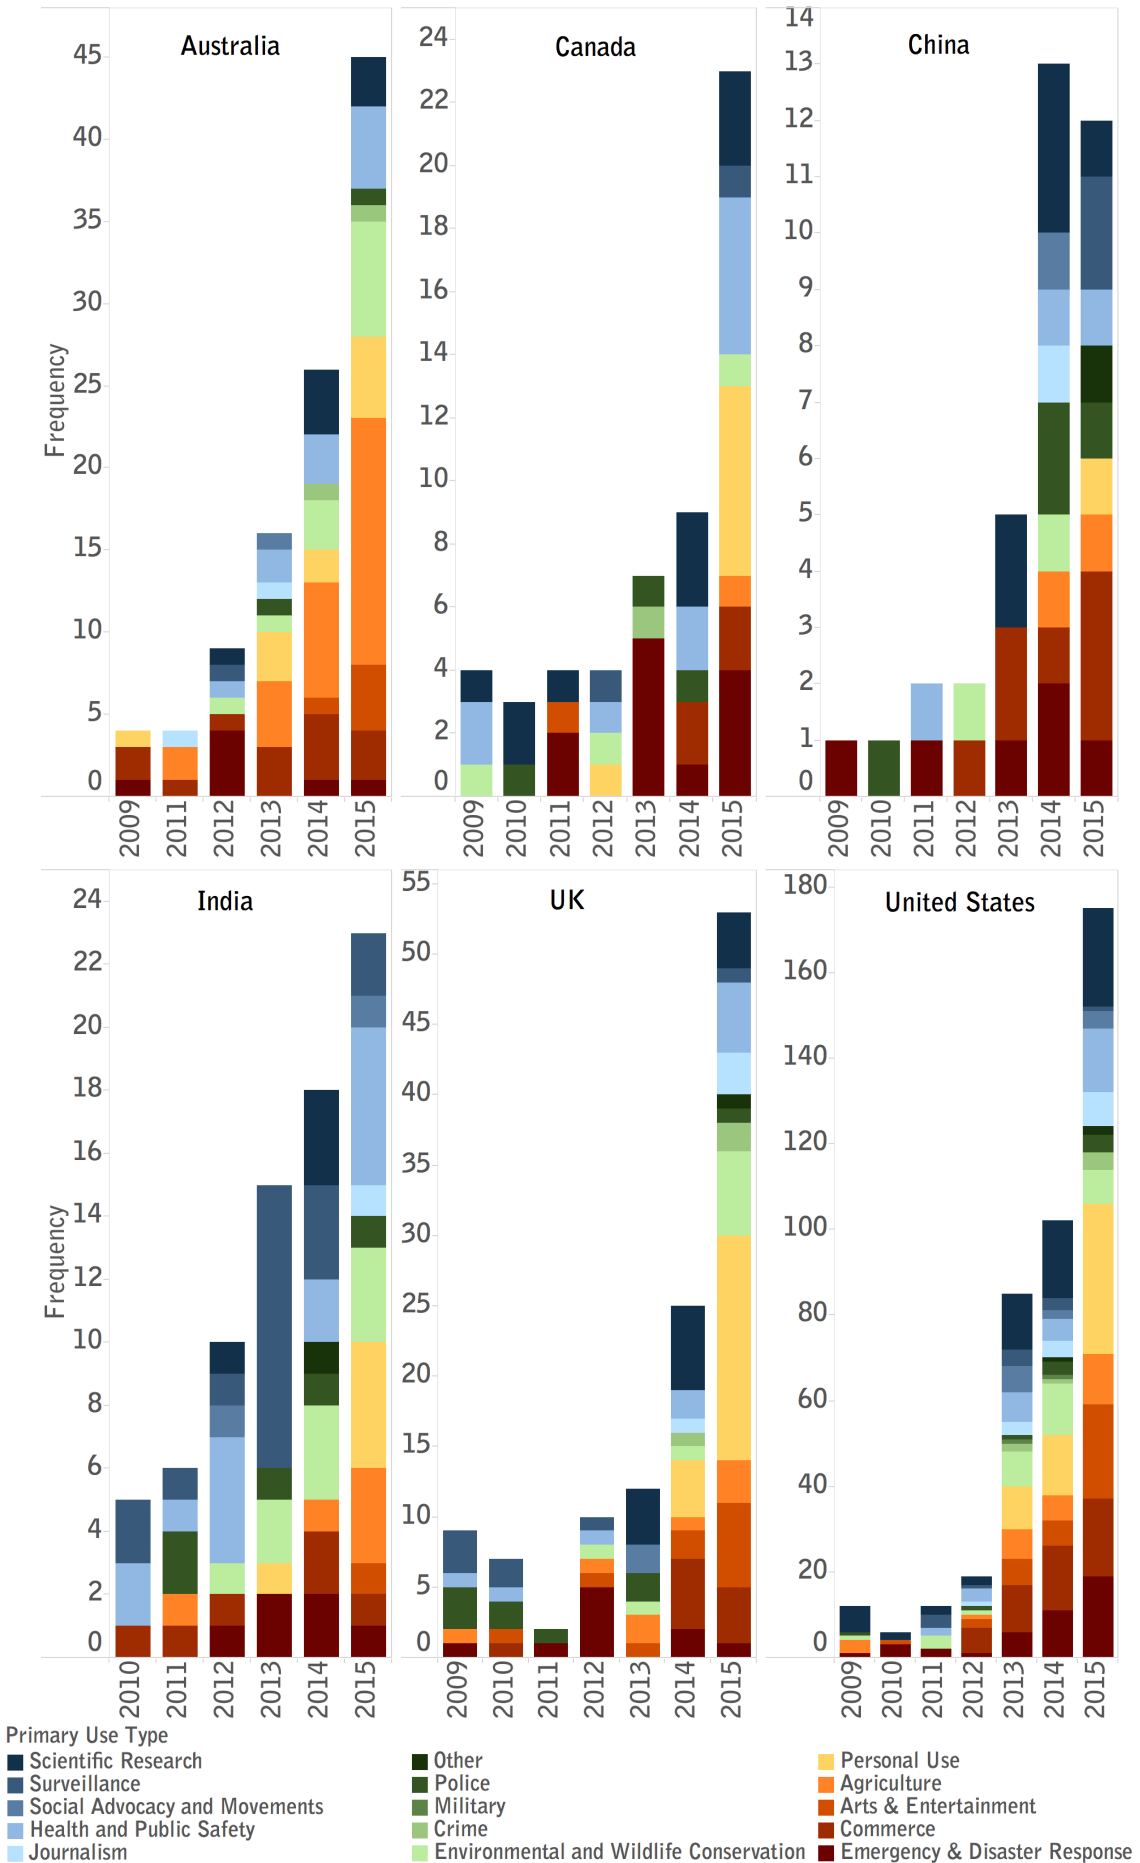 Australia
Canada
China
Frequency
45
40
35
30
25
20
15
10
5
0
24
22
20
18
16
14
12
10
8
6
4
2
0
14
13
12
11
10
9
8
7
6
5
4
3
2
1
0
2009 2011 2012 2013 2014 2015
2009 2010 2011 2012 2013 2014 2015
2009 2010 2011 2012 2013 2014 2015
India
UK
United States
Frequency
24
22
20
18
16
14
12
10
8
6
4
2
0
55
50
45
40
35
30
25
20
15
10
5
0
180
160
140
120
100
80
60
40
20
0
2010 2011 2012 2013 2014 2015
2009 2010 2011 2012 2013 2014 2015
2009 2010 2011 2012 2013 2014 2015
Primary Use Type
Scientific Research
Surveillance
Social Advocacy and Movements
Health and Public Safety
Journalism
Other
Police
Military
Crime
Environmental and Wildlife Conservation
Personal Use
Agriculture
Arts & Entertainment
Commerce
Emergency & Disaster Response